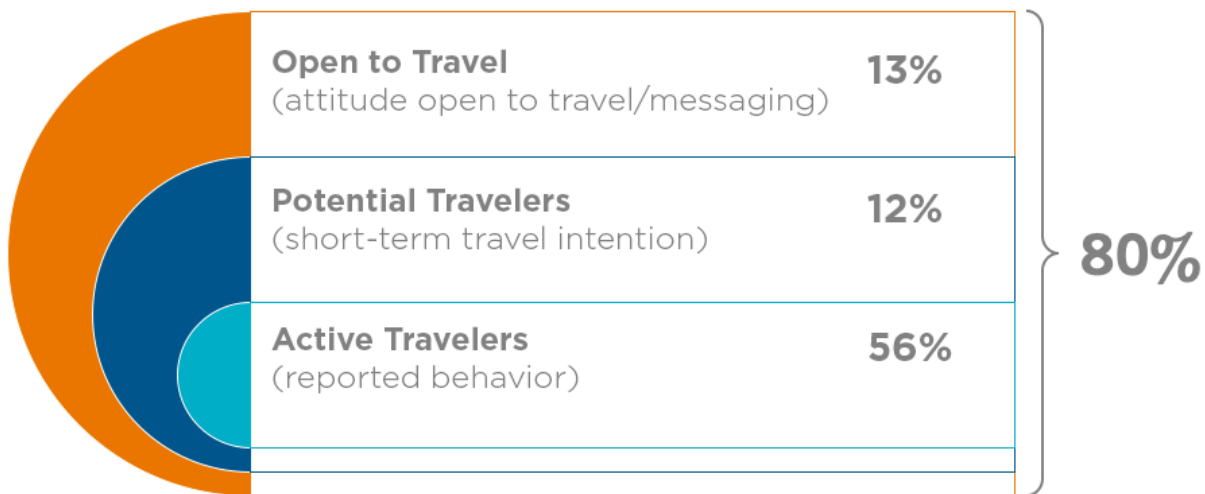 Open to Travel 13%
(attitude open to travel/messaging)
Potential Travelers 12%
(short-term travel intention)
80%
Active Travelers 56%
(reported behavior)